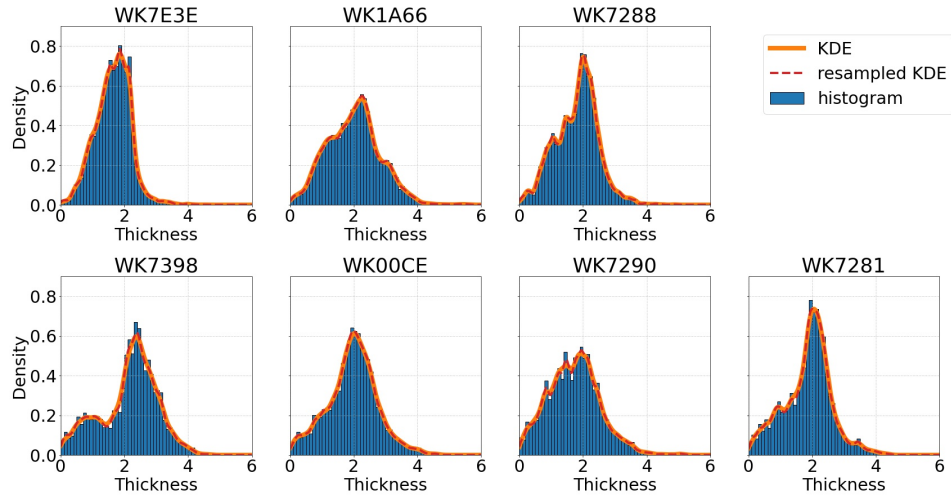 WK7E3E WK1A66 WK7288
KDE
resampled KDE
histogram
Density
0.8
0.6
0.4
0.2
0.0
0 2 4 6 0 2 4 6 0 2 4 6
Thickness Thickness Thickness
WK7398 WK00CE WK7290 WK7281
Density
0.8
0.6
0.4
0.2
0.0
0 2 4 6 0 2 4 6 0 2 4 6 0 2 4 6
Thickness Thickness Thickness Thickness